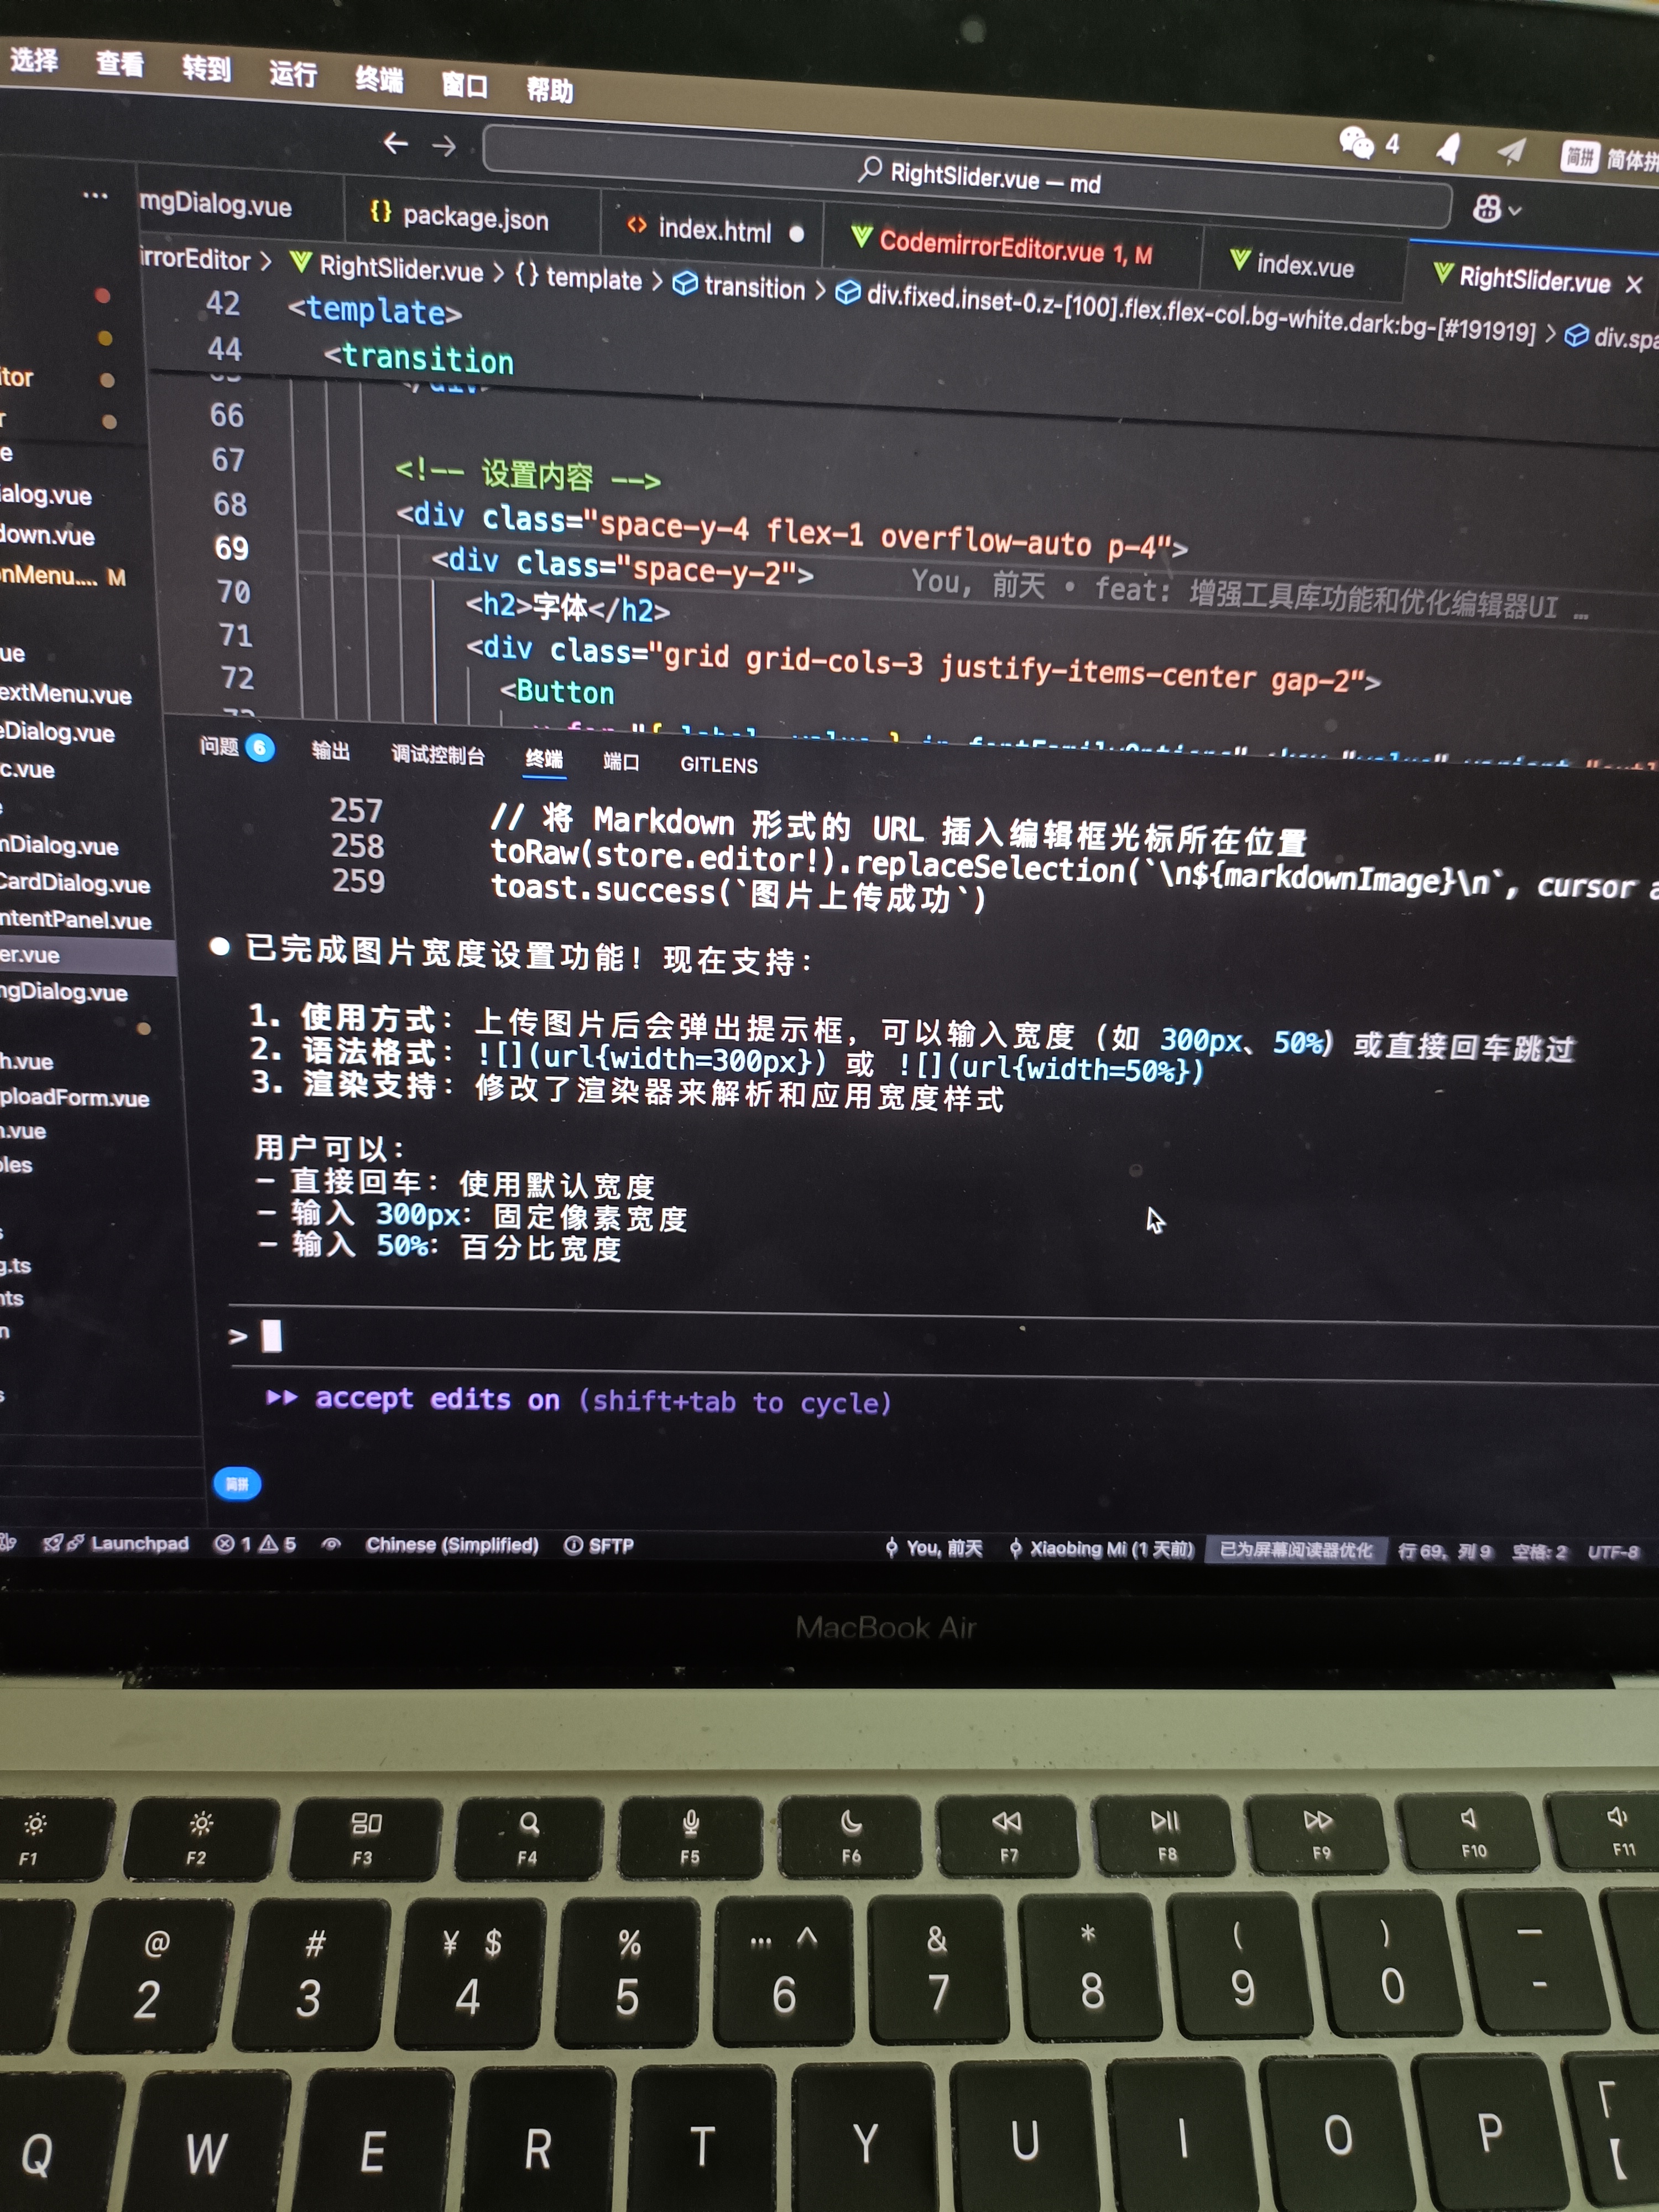 选择 查看 转到 运行 终端 窗口 帮助
4 简拼 简体拼
RightSlider.vue — md
mgDialog.vue package.json index.html CodemirrorEditor.vue 1, M index.vue RightSlider.vue
irrorEditor > RightSlider.vue > {} template > transition > div.fixed.inset-0.z-[100].flex.flex-col.bg-white.dark:bg-[#191919] > div.spa
42 <template>
44 <transition
66
67 <!-- 设置内容 -->
68 <div class="space-y-4 flex-1 overflow-auto p-4">
69 <div class="space-y-2"> You, 前天 • feat: 增强工具库功能和优化编辑器UI …
70 <h2>字体</h2>
71 <div class="grid grid-cols-3 justify-items-center gap-2">
72 <Button
itor
r
e
ialog.vue
down.vue
onMenu.... M
ue
extMenu.vue
eDialog.vue
c.vue
nDialog.vue
CardDialog.vue
ntentPanel.vue
er.vue
ngDialog.vue
h.vue
ploadForm.vue
n.vue
bles
s
g.ts
nts
n
s
问题 6 输出 调试控制台 终端 端口 GITLENS
257 // 将 Markdown 形式的 URL 插入编辑框光标所在位置
258 toRaw(store.editor!).replaceSelection(`\n${markdownImage}\n`, cursor a
259 toast.success(`图片上传成功`)
● 已完成图片宽度设置功能！现在支持：
1. 使用方式：上传图片后会弹出提示框，可以输入宽度（如 300px、50%）或直接回车跳过
2. 语法格式：![](url{width=300px}) 或 ![](url{width=50%})
3. 渲染支持：修改了渲染器来解析和应用宽度样式
用户可以：
- 直接回车：使用默认宽度
- 输入 300px：固定像素宽度
- 输入 50%：百分比宽度
>
▸▸ accept edits on (shift+tab to cycle)
简拼
Launchpad 1 5 Chinese (Simplified) SFTP You, 前天 Xiaobing Mi (1 天前) 已为屏幕阅读器优化 行 69，列 9 空格: 2 UTF-8
MacBook Air
F1 F2 F3 F4 F5 F6 F7 F8 F9 F10 F11
@ # ¥ $ % … ^ & * ( ) —
2 3 4 5 6 7 8 9 0 -
Q W E R T Y U I O P 「
【